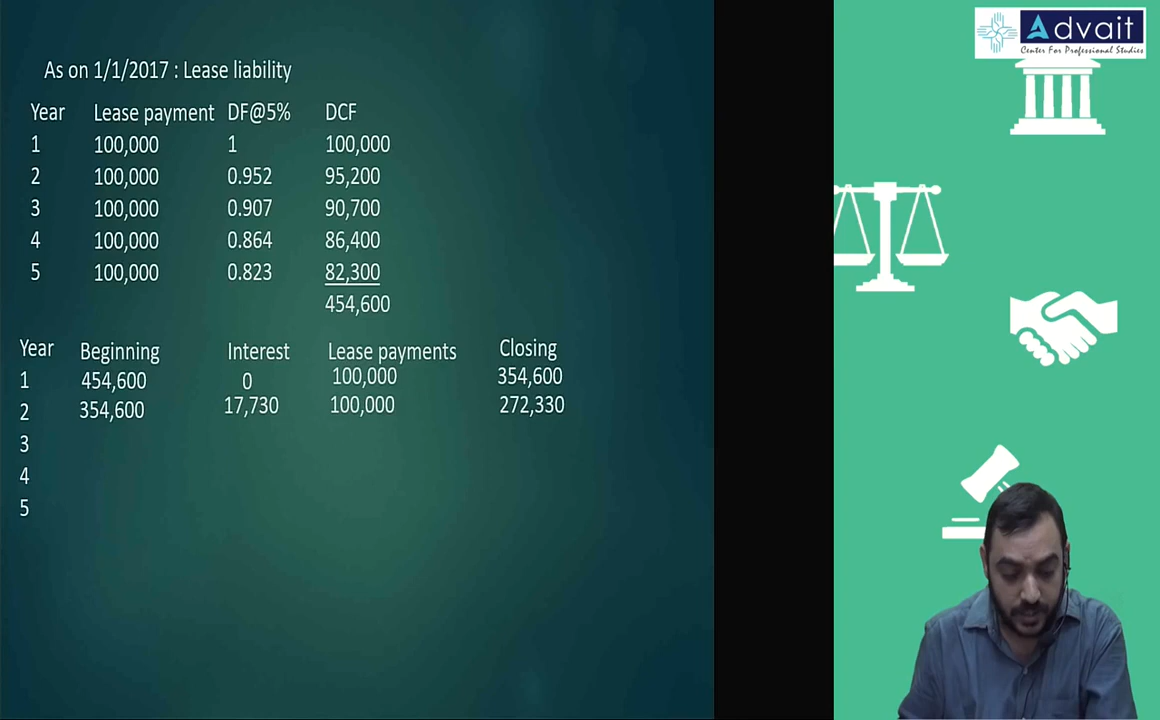 Advait
Center For Professional Studies
As on 1/1/2017 : Lease liability
Year Lease payment DF@5% DCF
1 100,000 1 100,000
2 100,000 0.952 95,200
3 100,000 0.907 90,700
4 100,000 0.864 86,400
5 100,000 0.823 82,300
454,600
Year Beginning Interest Lease payments Closing
1 454,600 0 100,000 354,600
2 354,600 17,730 100,000 272,330
3
4
5